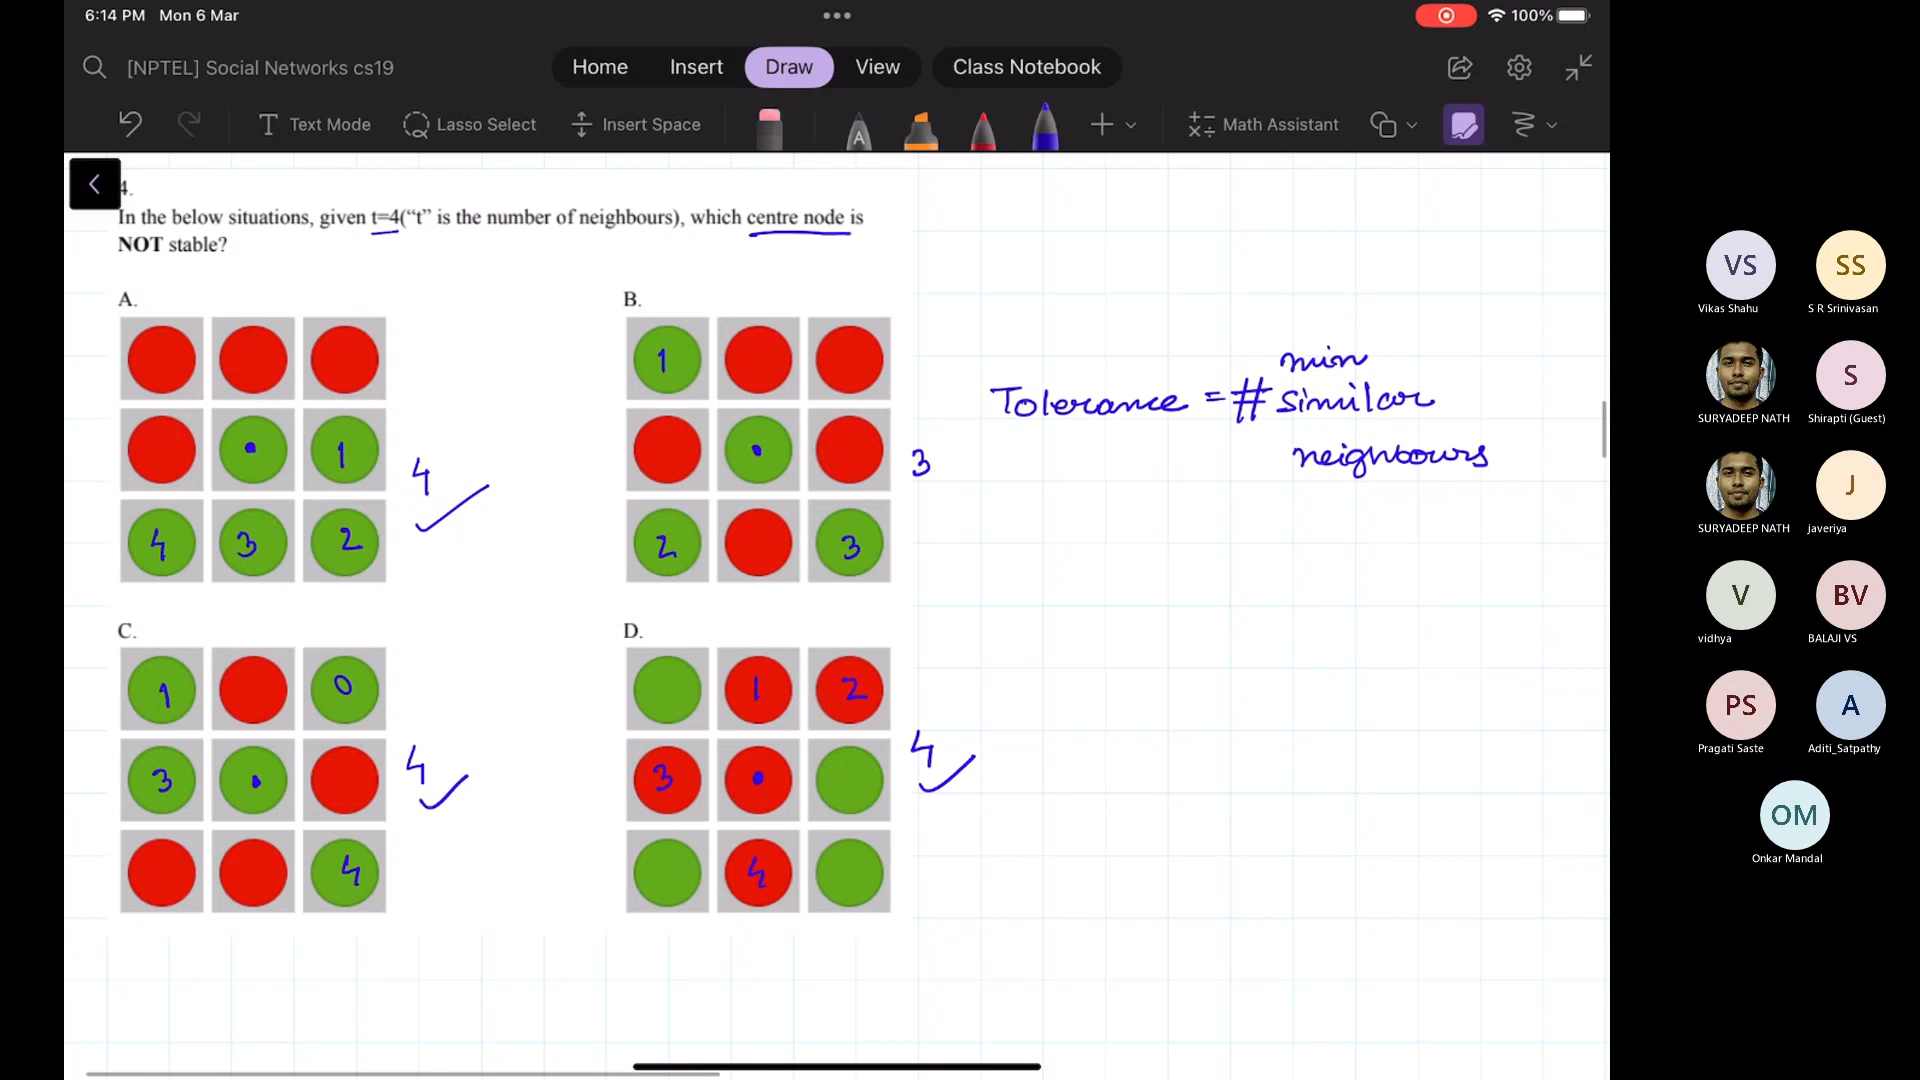 6:14 PM Mon 6 Mar
100%
[NPTEL] Social Networks cs19
Home Insert Draw View Class Notebook
Text Mode Lasso Select Insert Space A Math Assistant
4.
In the below situations, given t=4(“t” is the number of neighbours), which centre node is
NOT stable?
A.
1
4 3 2
4
B.
1
2 3
3
min
Tolerance = # similar
neighbours
C.
1 0
3
4
4
D.
1 2
3
4
4
VS
Vikas Shahu
SS
S R Srinivasan
SURYADEEP NATH
S
Shirapti (Guest)
SURYADEEP NATH
J
javeriya
V
vidhya
BV
BALAJI VS
PS
Pragati Saste
A
Aditi_Satpathy
OM
Onkar Mandal